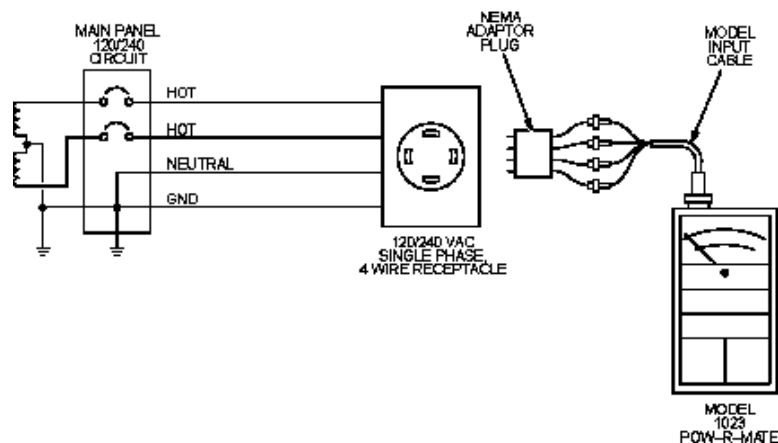 MAIN PANEL
120/240
CIRCUIT
HOT
HOT
NEUTRAL
GND
120/240 VAC
SINGLE PHASE,
4 WIRE RECEPTACLE
NEMA
ADAPTOR
PLUG
MODEL
INPUT
CABLE
MODEL
1023
POW-R-MATE